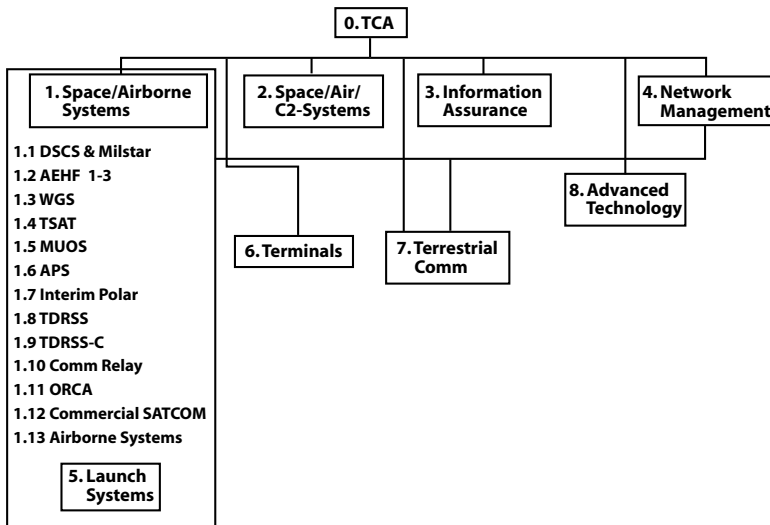 0. TCA
1. Space/Airborne
Systems
2. Space/Air/
C2-Systems
3. Information
Assurance
4. Network
Management
1.1 DSCS & Milstar
1.2 AEHF 1-3
1.3 WGS
1.4 TSAT
1.5 MUOS
1.6 APS
1.7 Interim Polar
1.8 TDRSS
1.9 TDRSS-C
1.10 Comm Relay
1.11 ORCA
1.12 Commercial SATCOM
1.13 Airborne Systems
5. Launch
Systems
6. Terminals
7. Terrestrial
Comm
8. Advanced
Technology